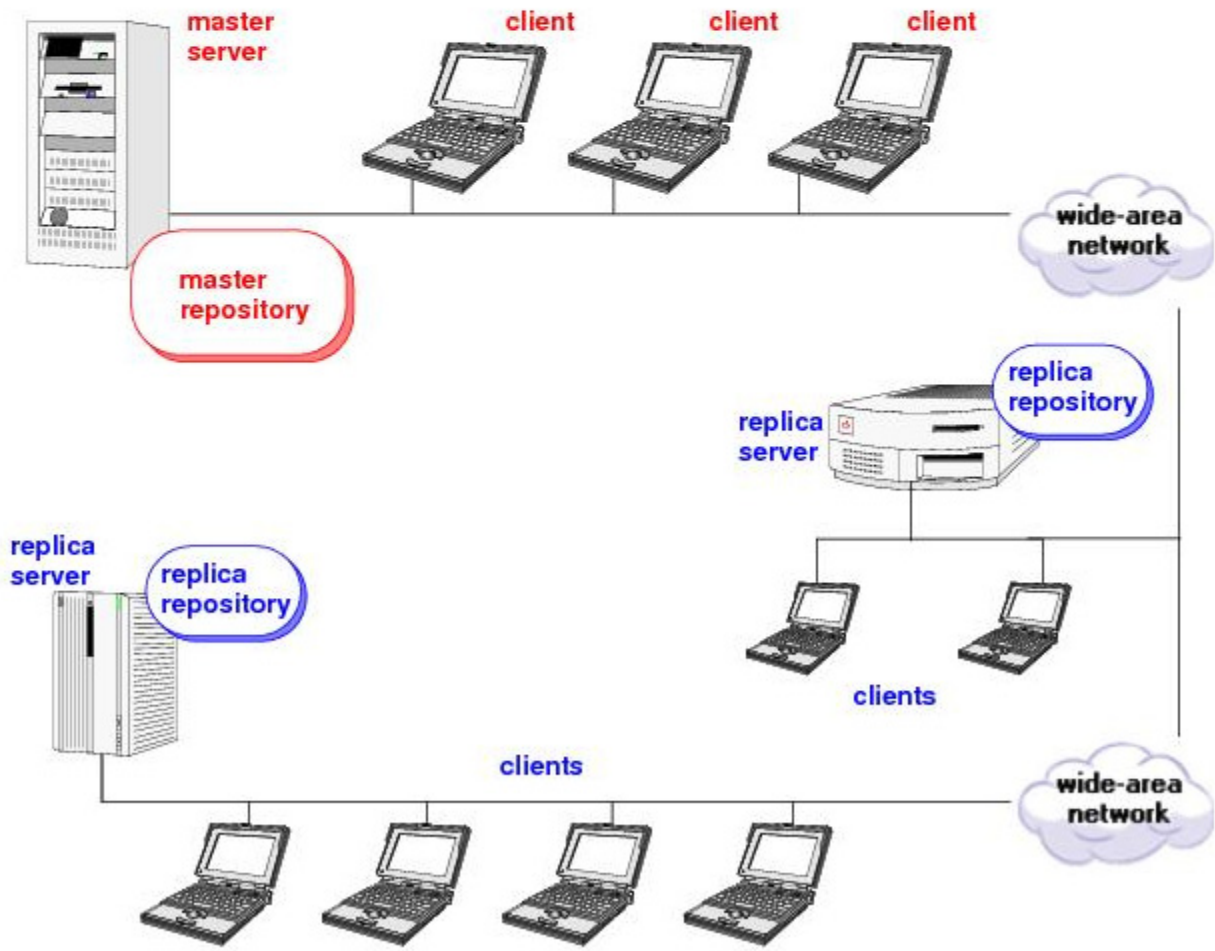 master
server
client
client
client
wide-area
network
master
repository
replica
repository
replica
server
replica
server
replica
repository
clients
clients
wide-area
network